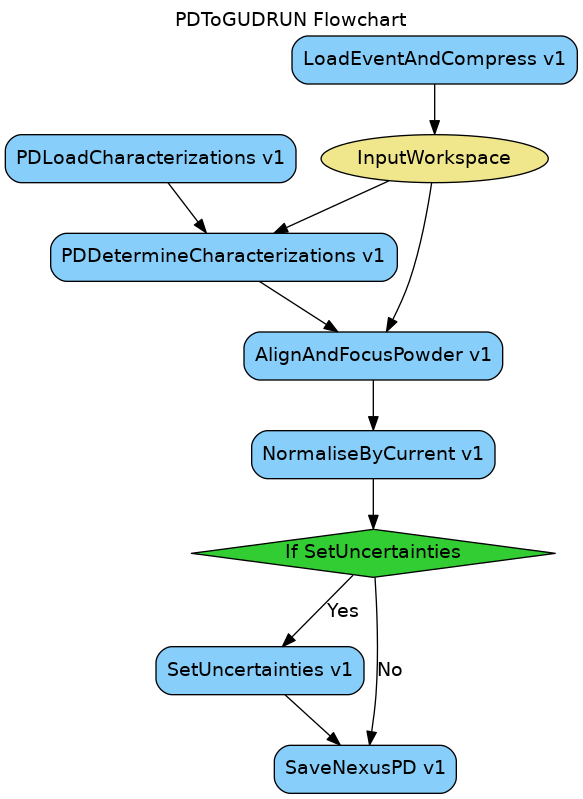 PDToGUDRUN Flowchart
LoadEventAndCompress v1
PDLoadCharacterizations v1
InputWorkspace
PDDetermineCharacterizations v1
AlignAndFocusPowder v1
NormaliseByCurrent v1
If SetUncertainties
Yes
SetUncertainties v1
No
SaveNexusPD v1